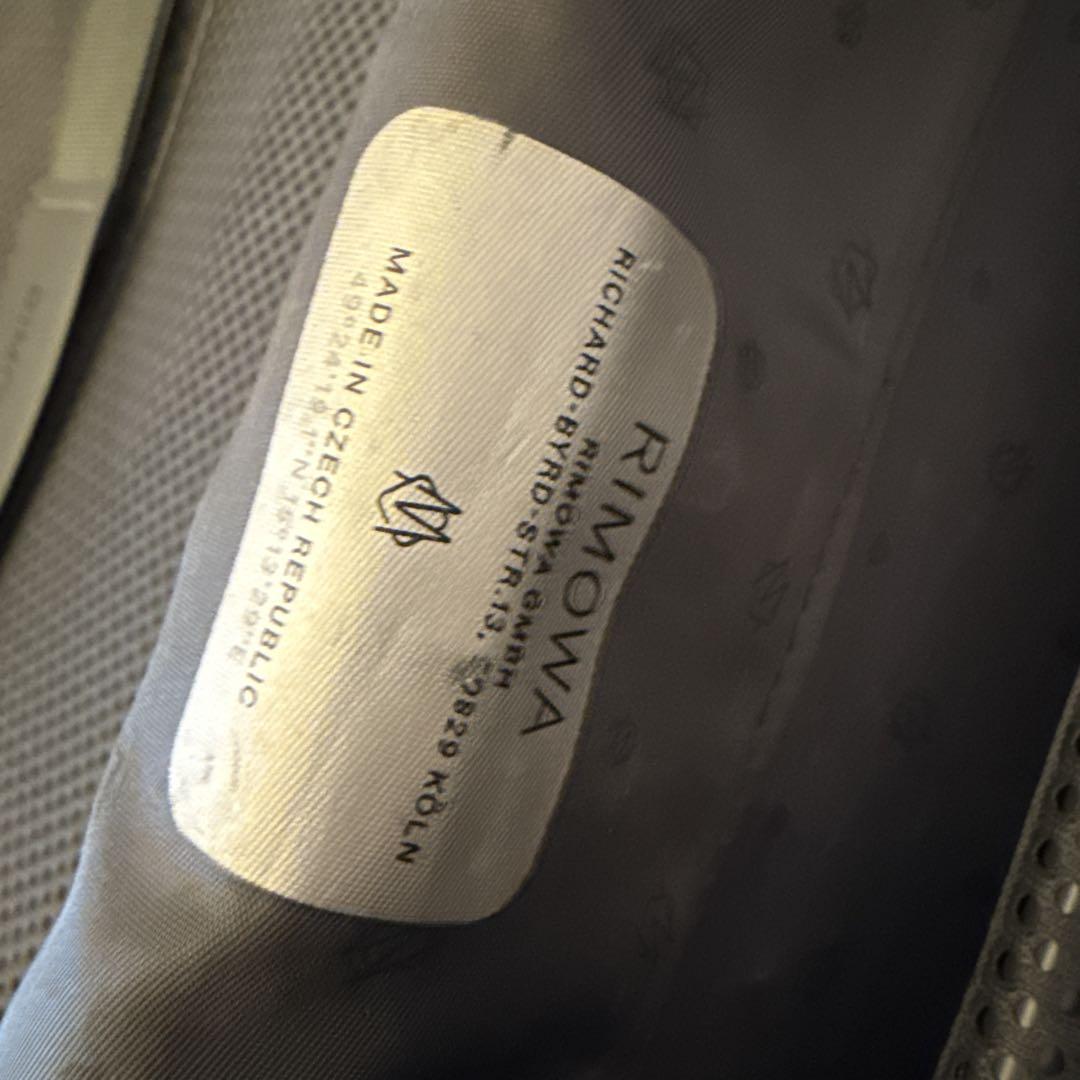 RIMOWA
RIMOWA GMBH
RICHARD-BYRD-STR.13, 50829 KÖLN
MADE IN CZECH REPUBLIC